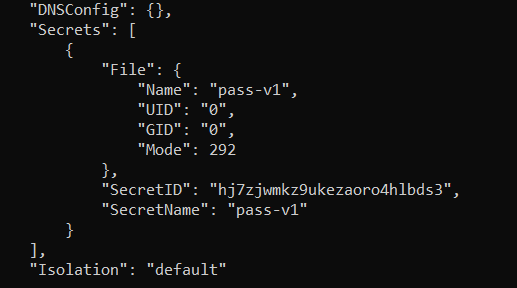 "DNSConfig": {},
"Secrets": [
{
"File": {
"Name": "pass-v1",
"UID": "0",
"GID": "0",
"Mode": 292
},
"SecretID": "hj7zjwmkz9ukezaoro4hlbds3",
"SecretName": "pass-v1"
}
],
"Isolation": "default"